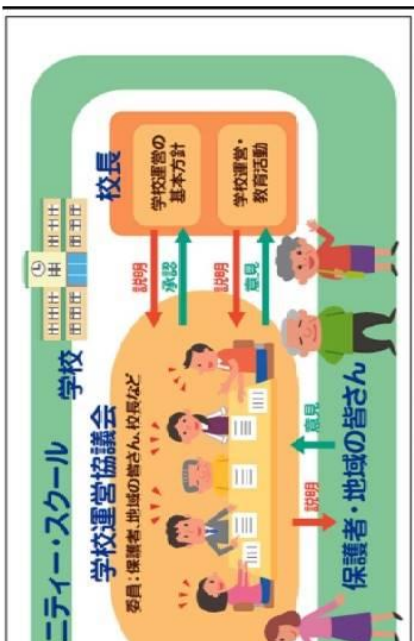 ニティー・スクール
学校
学校運営協議会
委員:保護者、地域の皆さん、校長など
校長
学校運営の
基本方針
学校運営・
教育活動
説明
承認
説明
意見
説明
意見
保護者・地域の皆さん